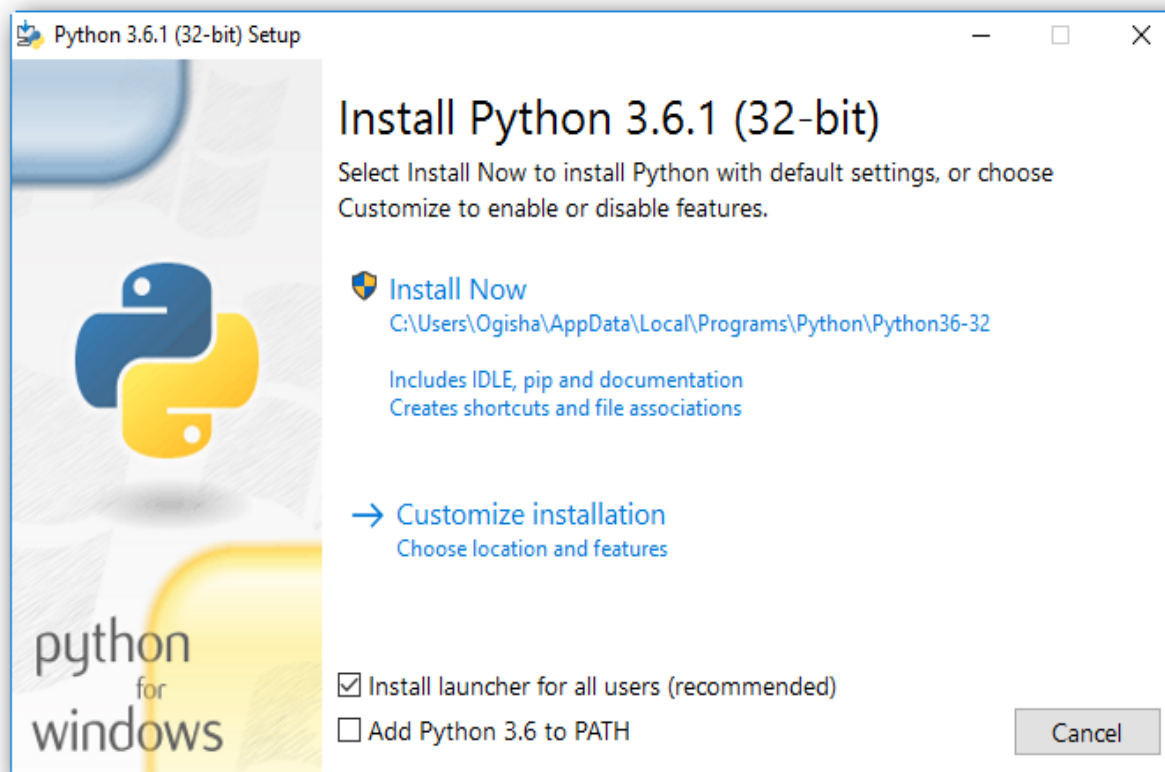 Python 3.6.1 (32-bit) Setup
Install Python 3.6.1 (32-bit)
Select Install Now to install Python with default settings, or choose
Customize to enable or disable features.
Install Now
C:\Users\Ogisha\AppData\Local\Programs\Python\Python36-32
Includes IDLE, pip and documentation
Creates shortcuts and file associations
Customize installation
Choose location and features
python
for
windows
Install launcher for all users (recommended)
Add Python 3.6 to PATH
Cancel